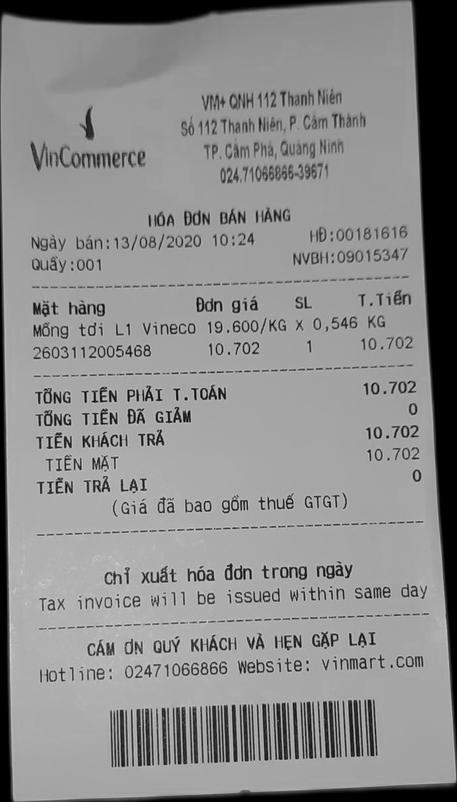 VinCommerce
VM+ QNH 112 Thanh Niên
Số 112 Thanh Niên, P. Cẩm Thành
TP. Cẩm Phả, Quảng Ninh
024.71066866-39671
HÓA ĐƠN BÁN HÀNG
Ngày bán:13/08/2020 10:24 HĐ:00181616
Quầy:001 NVBH:09015347
Mặt hàng Đơn giá SL T.Tiền
Mồng tơi L1 Vineco 19.600/KG X 0,546 KG
2603112005468 10.702 1 10.702
TỔNG TIỀN PHẢI T.TOÁN 10.702
TỔNG TIỀN ĐÃ GIẢM 0
TIỀN KHÁCH TRẢ 10.702
TIỀN MẶT 10.702
TIỀN TRẢ LẠI 0
(Giá đã bao gồm thuế GTGT)
Chỉ xuất hóa đơn trong ngày
Tax invoice will be issued within same day
CẢM ƠN QUÝ KHÁCH VÀ HẸN GẶP LẠI
Hotline: 02471066866 Website: vinmart.com